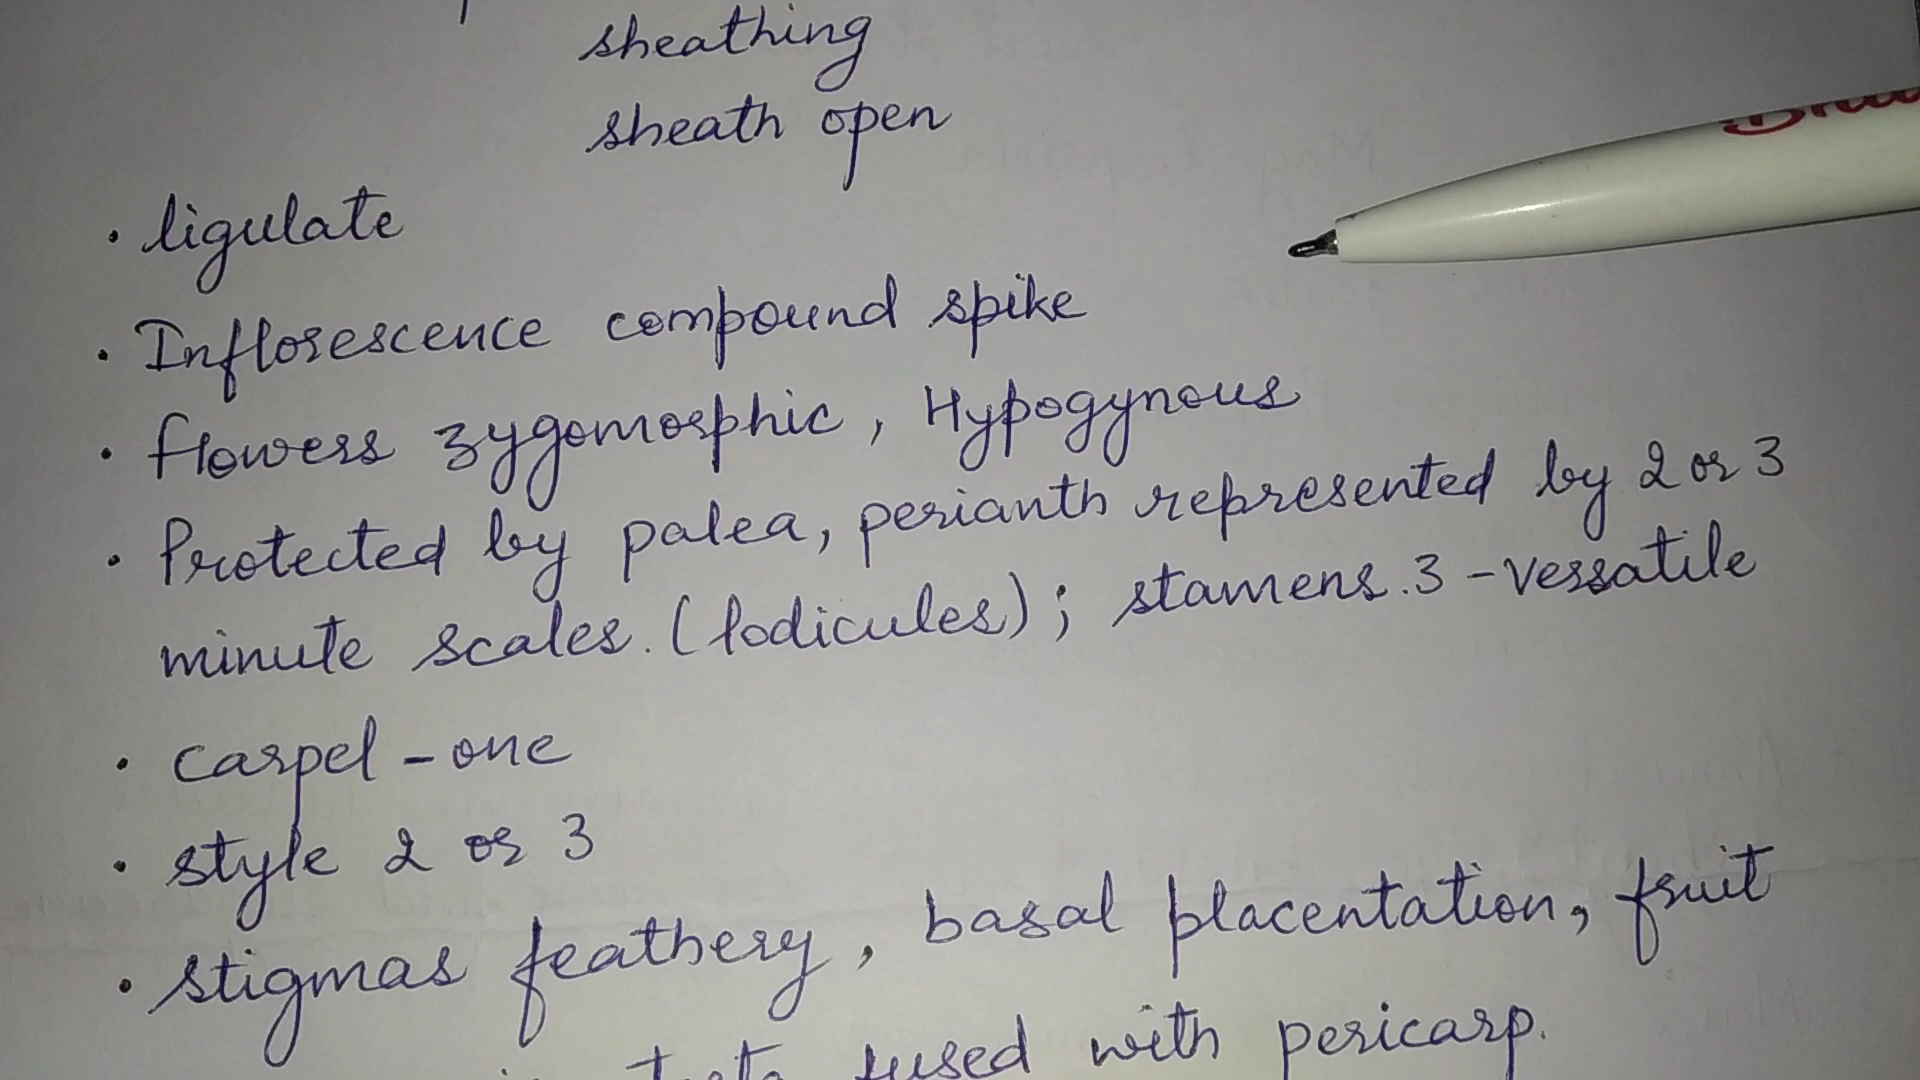 sheathing
sheath open
• ligulate
• Inflorescence compound spike
• flowers zygomorphic, Hypogynous
• Protected by palea, perianth represented by 2 or 3
minute scales. (lodicules); stamens. 3 - versatile
• carpel - one
• style 2 or 3
• stigmas feathery, basal placentation, fruit
testa fused with pericarp.